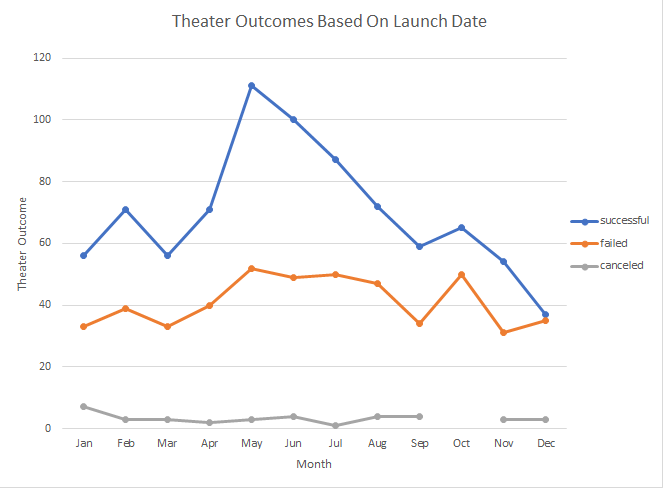 Theater Outcomes Based On Launch Date
120
100
80
60
40
20
0
Theater Outcome
Jan Feb Mar Apr May Jun Jul Aug Sep Oct Nov Dec
Month
successful
failed
canceled